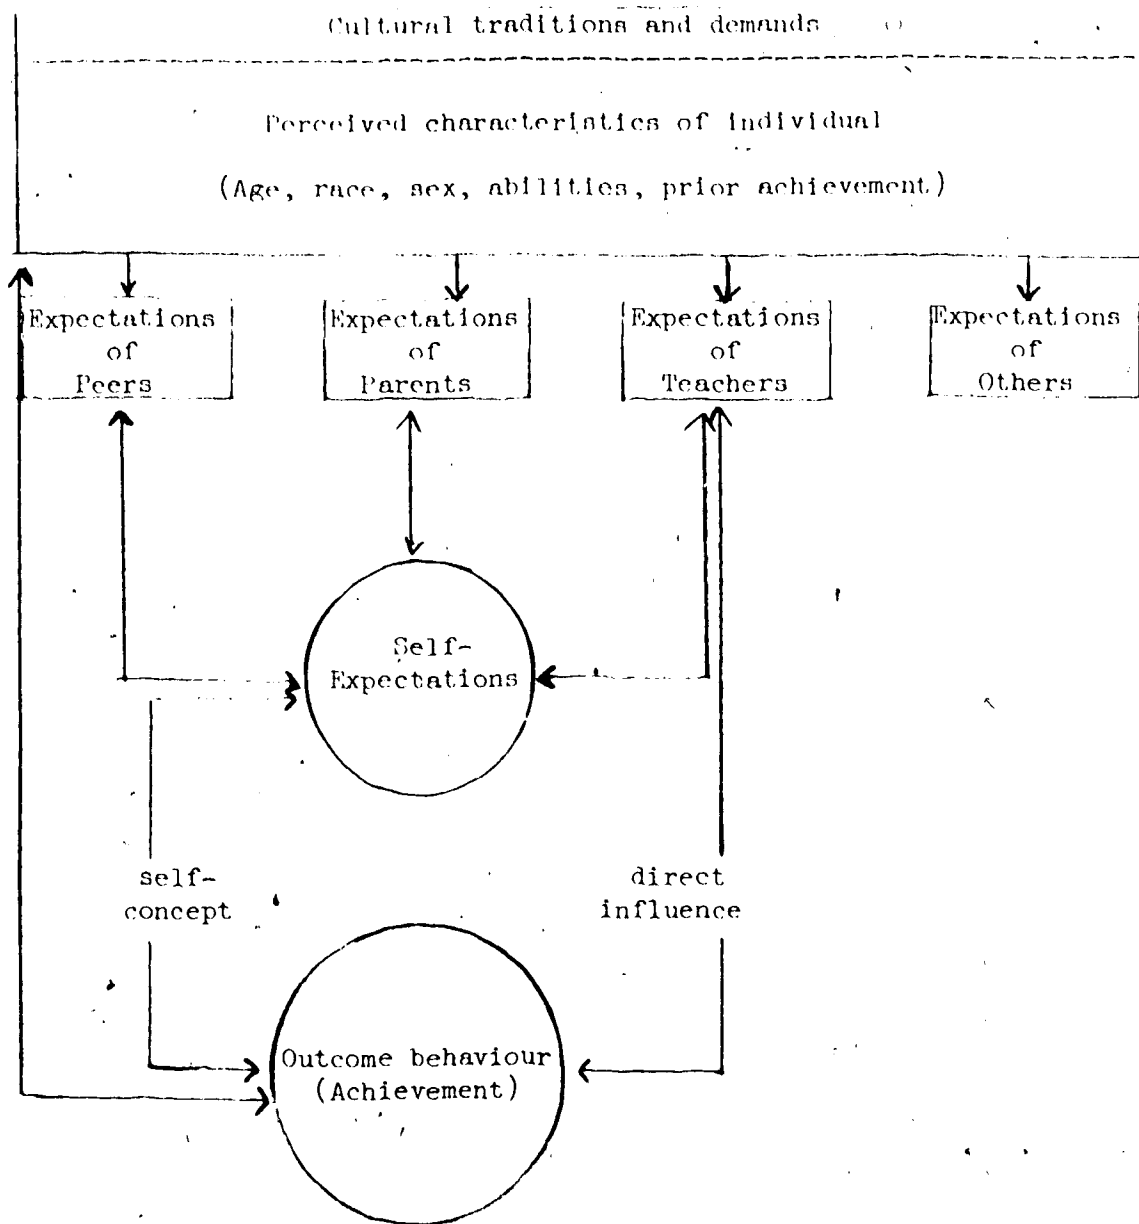 Cultural traditions and demands
Perceived characteristics of individual
(Age, race, sex, abilities, prior achievement)
Expectations
of
Peers
Expectations
of
Parents
Expectations
of
Teachers
Expectations
of
Others
Self-
Expectations
self-
concept
direct
influence
Outcome behaviour
(Achievement)